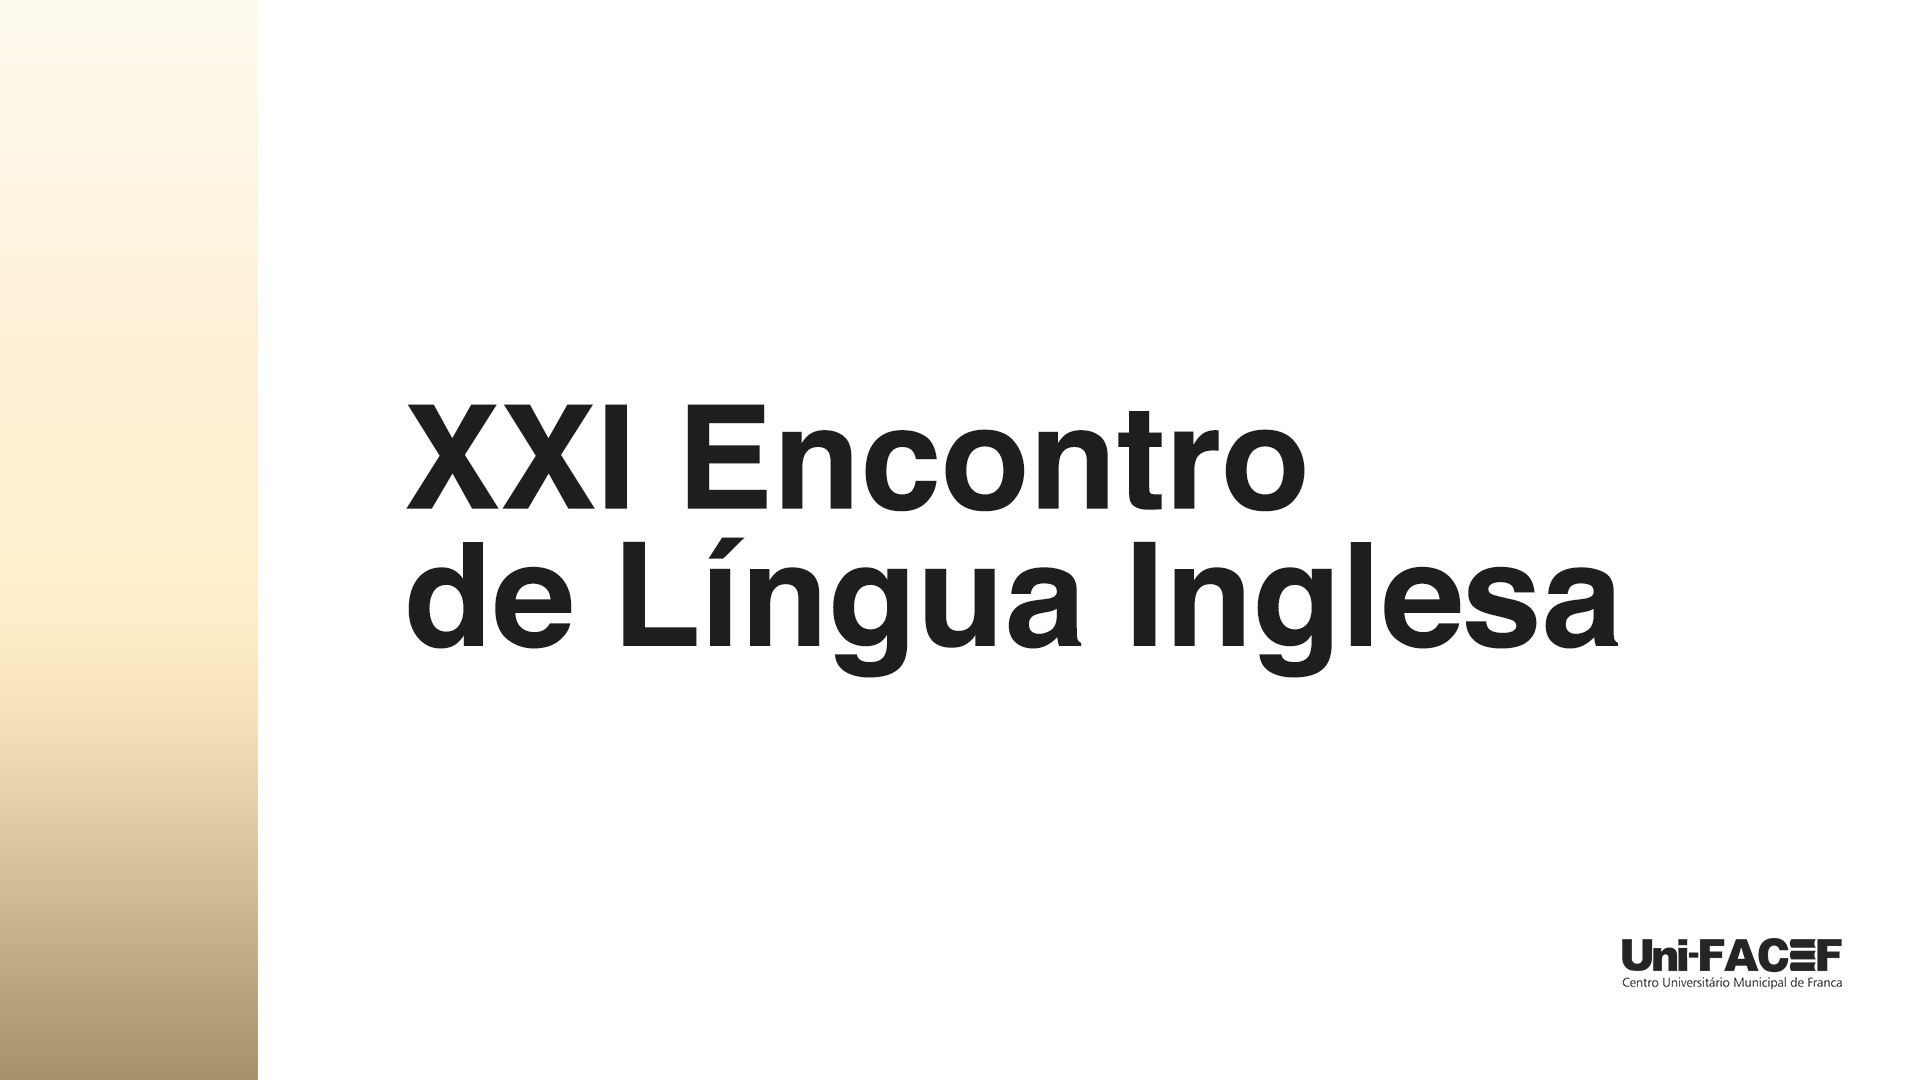 XXI Encontro
de Língua Inglesa
Uni-FACEF
Centro Universitário Municipal de Franca